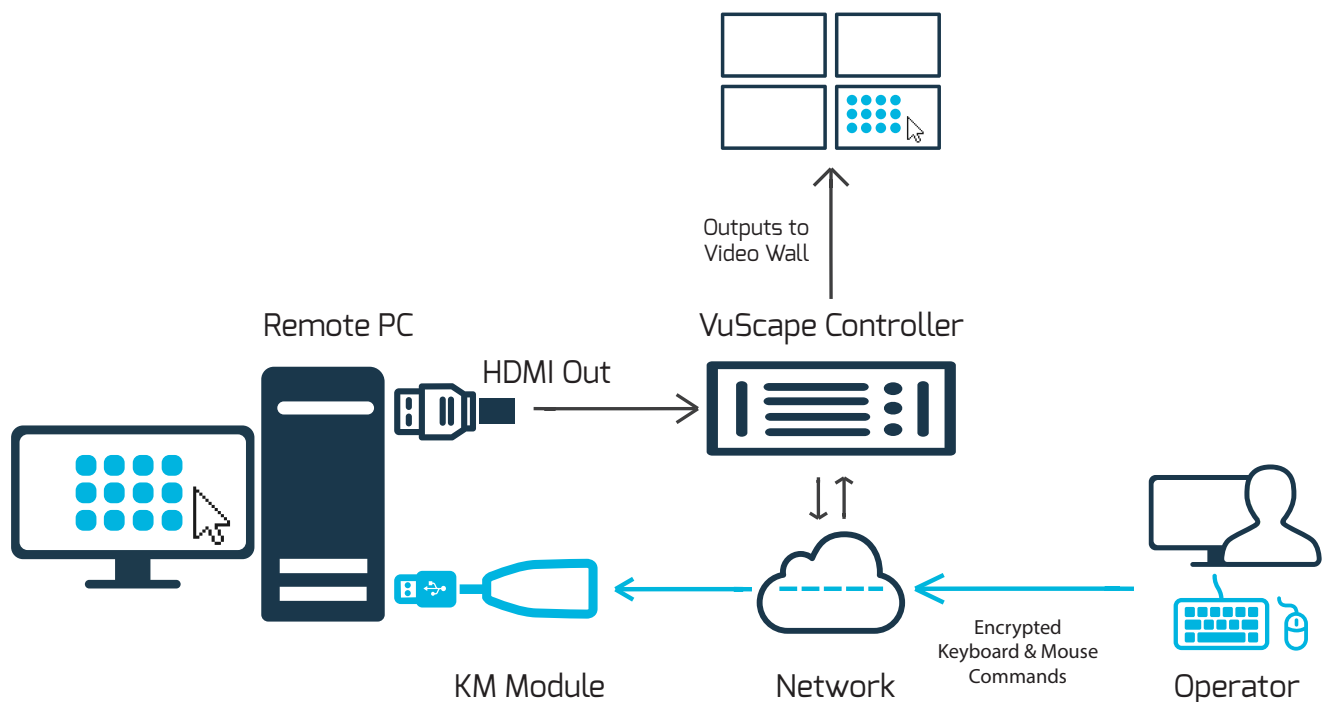 Outputs to
Video Wall
Remote PC
VuScape Controller
HDMI Out
Encrypted
Keyboard & Mouse
Commands
KM Module
Network
Operator